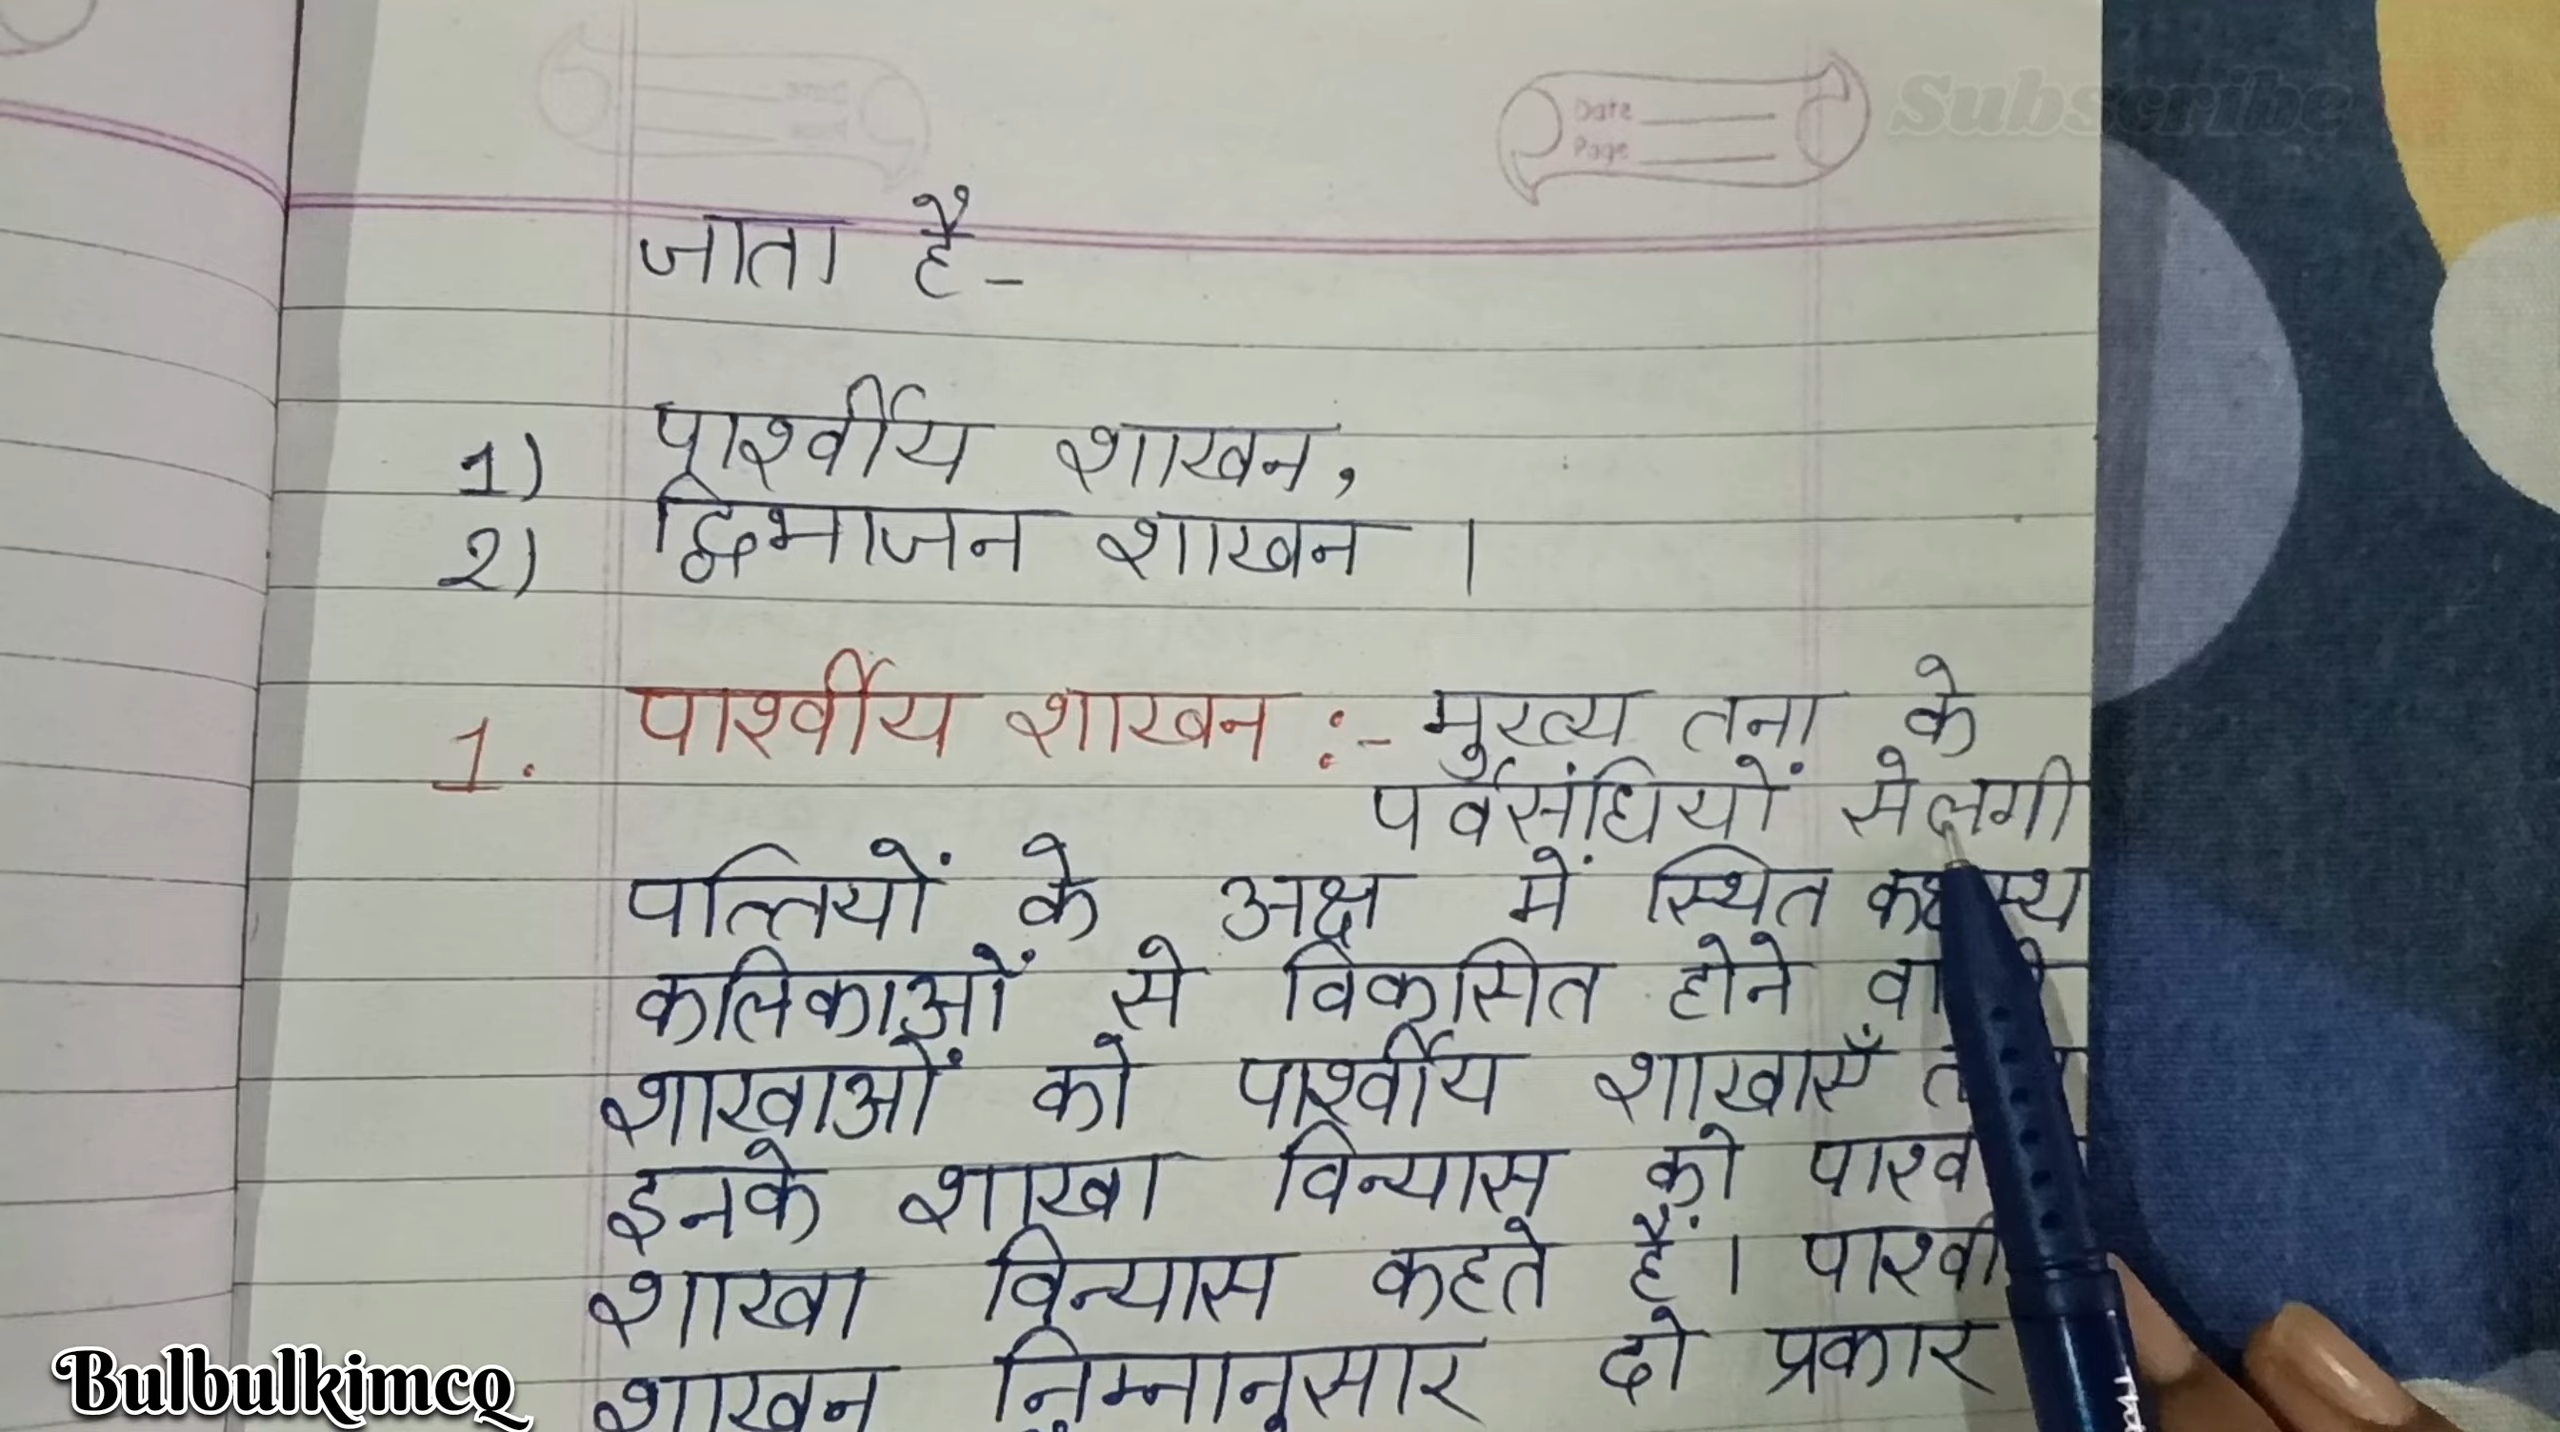 Date
Page
Subscribe
जाता है-
1) पार्श्वीय शाखन,
2) द्विभाजन शाखन ।
1. पार्श्वीय शाखन :- मुख्य तना के
पर्वसंधियों से लगी
पत्तियों के अक्ष में स्थित
कलिकाओं से विकसित होने
शाखाओं को पार्श्वीय शाखाएँ
इनके शाखा विन्यास को
शाखा विन्यास कहते हैं ।
शाखन निम्नानुसार दो प्रकार
Bulbulkimcq